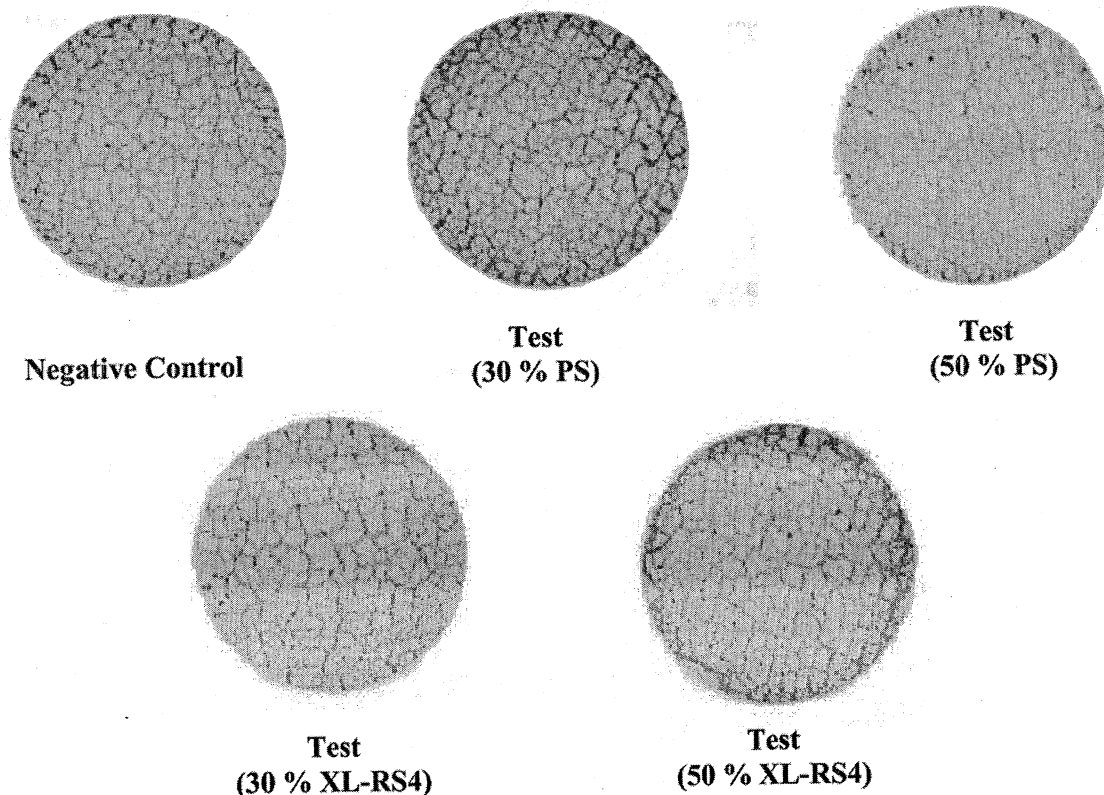 Negative Control
Test
(30 % PS)
Test
(50 % PS)
Test
(30 % XL-RS4)
Test
(50 % XL-RS4)